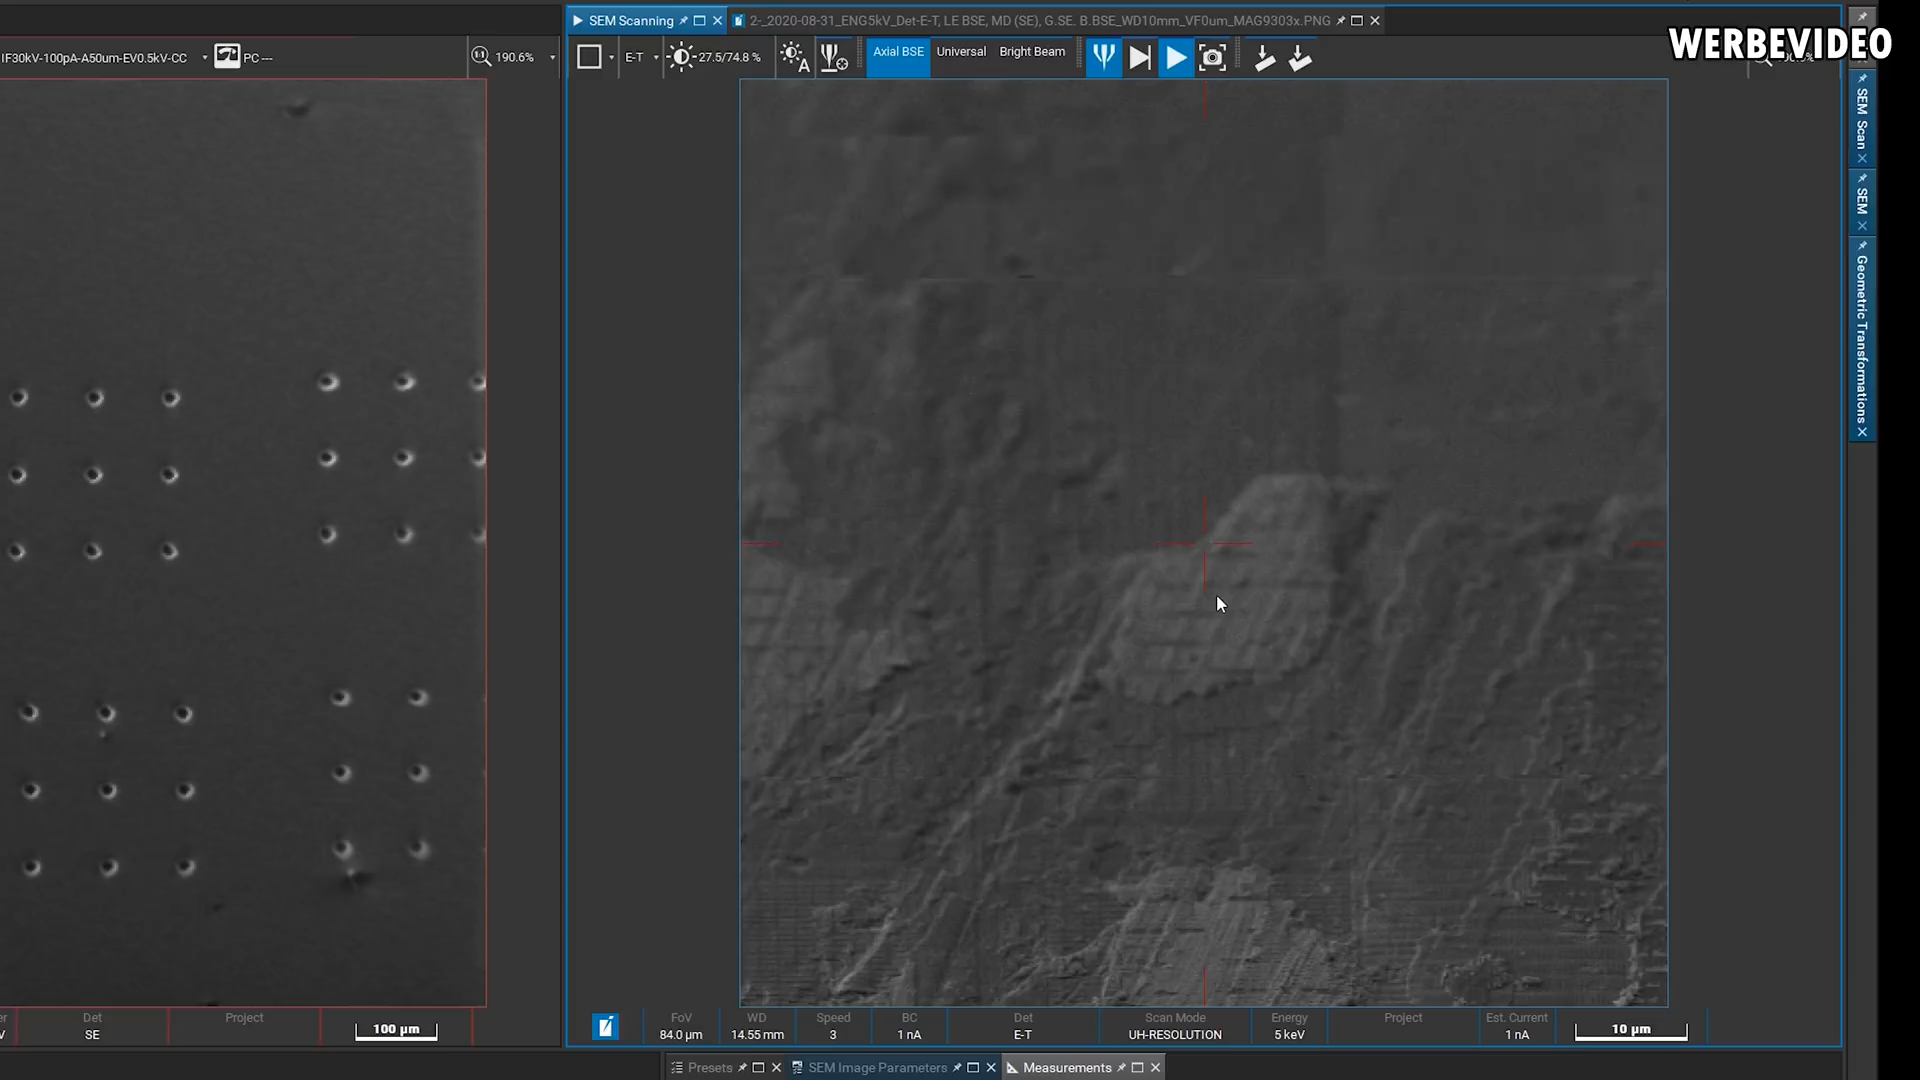 SEM Scanning
2-_2020-08-31_ENG5kV_Det-E-T, LE BSE, MD (SE), G.SE. B.BSE_WD10mm_VF0um_MAG9303x.PNG
WERBEVIDEO
IF30kV-100pA-A50um-EV0.5kV-CC
PC ---
190.6%
E-T
27.5/74.8 %
Axial BSE
Universal
Bright Beam
SEM Scan
SEM
Geometric Transformations
Det
SE
Project
100 µm
FoV
84.0 µm
WD
14.55 mm
Speed
3
BC
1 nA
Det
E-T
Scan Mode
UH-RESOLUTION
Energy
5 keV
Project
Est. Current
1 nA
10 µm
Presets
SEM Image Parameters
Measurements